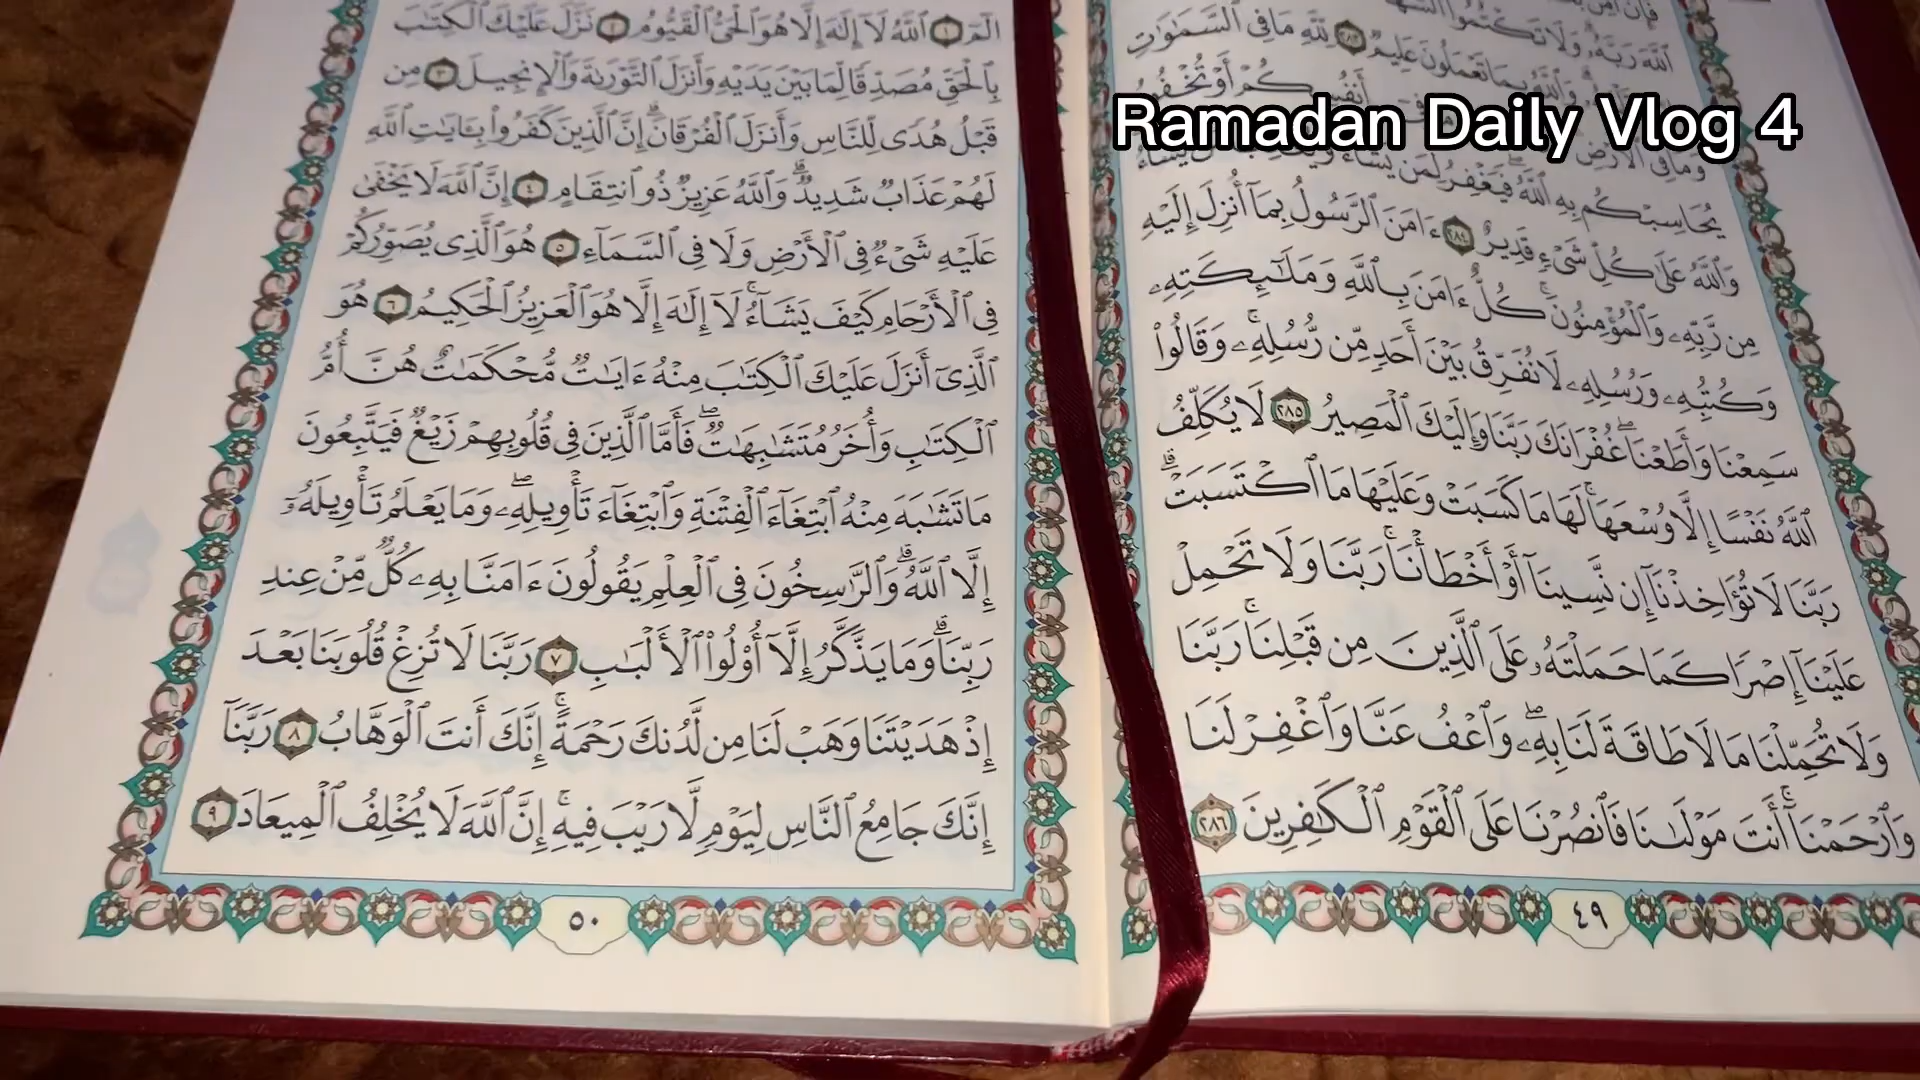 Ramadan Daily Vlog 4
ٱللَّهَ رَبَّهُۥ وَلَا تَكْتُمُوا۟
وَٱللَّهُ بِمَا تَعْمَلُونَ عَلِيمٌ ٢٨٣ لِّلَّهِ مَا فِى ٱلسَّمَٰوَٰتِ
وَمَا فِى ٱلْأَرْضِ أَنفُسِكُمْ أَوْ تُخْفُوهُ
يُحَاسِبْكُم بِهِ ٱللَّهُ فَيَغْفِرُ لِمَن يَشَآءُ
وَٱللَّهُ عَلَىٰ كُلِّ شَىْءٍ قَدِيرٌ ٢٨٤ ءَامَنَ ٱلرَّسُولُ بِمَآ أُنزِلَ إِلَيْهِ
مِن رَّبِّهِۦ وَٱلْمُؤْمِنُونَ ۚ كُلٌّ ءَامَنَ بِٱللَّهِ وَمَلَٰٓئِكَتِهِۦ
وَكُتُبِهِۦ وَرُسُلِهِۦ لَا نُفَرِّقُ بَيْنَ أَحَدٍ مِّن رُّسُلِهِۦ ۚ وَقَالُوا۟
سَمِعْنَا وَأَطَعْنَا ۖ غُفْرَانَكَ رَبَّنَا وَإِلَيْكَ ٱلْمَصِيرُ ٢٨٥ لَا يُكَلِّفُ
ٱللَّهُ نَفْسًا إِلَّا وُسْعَهَا ۚ لَهَا مَا كَسَبَتْ وَعَلَيْهَا مَا ٱكْتَسَبَتْ ۗ
رَبَّنَا لَا تُؤَاخِذْنَآ إِن نَّسِينَآ أَوْ أَخْطَأْنَا ۚ رَبَّنَا وَلَا تَحْمِلْ
عَلَيْنَآ إِصْرًا كَمَا حَمَلْتَهُۥ عَلَى ٱلَّذِينَ مِن قَبْلِنَا ۚ رَبَّنَا
وَلَا تُحَمِّلْنَا مَا لَا طَاقَةَ لَنَا بِهِۦ ۖ وَٱعْفُ عَنَّا وَٱغْفِرْ لَنَا
وَٱرْحَمْنَآ ۚ أَنتَ مَوْلَىٰنَا فَٱنصُرْنَا عَلَى ٱلْقَوْمِ ٱلْكَٰفِرِينَ ٢٨٦
٤٩
الٓمٓ ١ ٱللَّهُ لَآ إِلَٰهَ إِلَّا هُوَ ٱلْحَىُّ ٱلْقَيُّومُ ٢ نَزَّلَ عَلَيْكَ ٱلْكِتَٰبَ
بِٱلْحَقِّ مُصَدِّقًا لِّمَا بَيْنَ يَدَيْهِ وَأَنزَلَ ٱلتَّوْرَىٰةَ وَٱلْإِنجِيلَ ٣ مِن
قَبْلُ هُدًى لِّلنَّاسِ وَأَنزَلَ ٱلْفُرْقَانَ ۗ إِنَّ ٱلَّذِينَ كَفَرُوا۟ بِـَٔايَٰتِ ٱللَّهِ
لَهُمْ عَذَابٌ شَدِيدٌ ۗ وَٱللَّهُ عَزِيزٌ ذُو ٱنتِقَامٍ ٤ إِنَّ ٱللَّهَ لَا يَخْفَىٰ
عَلَيْهِ شَىْءٌ فِى ٱلْأَرْضِ وَلَا فِى ٱلسَّمَآءِ ٥ هُوَ ٱلَّذِى يُصَوِّرُكُمْ
فِى ٱلْأَرْحَامِ كَيْفَ يَشَآءُ ۚ لَآ إِلَٰهَ إِلَّا هُوَ ٱلْعَزِيزُ ٱلْحَكِيمُ ٦ هُوَ
ٱلَّذِىٓ أَنزَلَ عَلَيْكَ ٱلْكِتَٰبَ مِنْهُ ءَايَٰتٌ مُّحْكَمَٰتٌ هُنَّ أُمُّ
ٱلْكِتَٰبِ وَأُخَرُ مُتَشَٰبِهَٰتٌ ۖ فَأَمَّا ٱلَّذِينَ فِى قُلُوبِهِمْ زَيْغٌ فَيَتَّبِعُونَ
مَا تَشَٰبَهَ مِنْهُ ٱبْتِغَآءَ ٱلْفِتْنَةِ وَٱبْتِغَآءَ تَأْوِيلِهِۦ ۖ وَمَا يَعْلَمُ تَأْوِيلَهُۥٓ
إِلَّا ٱللَّهُ ۗ وَٱلرَّٰسِخُونَ فِى ٱلْعِلْمِ يَقُولُونَ ءَامَنَّا بِهِۦ كُلٌّ مِّنْ عِندِ
رَبِّنَا ۗ وَمَا يَذَّكَّرُ إِلَّآ أُو۟لُوا۟ ٱلْأَلْبَٰبِ ٧ رَبَّنَا لَا تُزِغْ قُلُوبَنَا بَعْدَ
إِذْ هَدَيْتَنَا وَهَبْ لَنَا مِن لَّدُنكَ رَحْمَةً ۚ إِنَّكَ أَنتَ ٱلْوَهَّابُ ٨ رَبَّنَآ
إِنَّكَ جَامِعُ ٱلنَّاسِ لِيَوْمٍ لَّا رَيْبَ فِيهِ ۚ إِنَّ ٱللَّهَ لَا يُخْلِفُ ٱلْمِيعَادَ ٩
٥٠